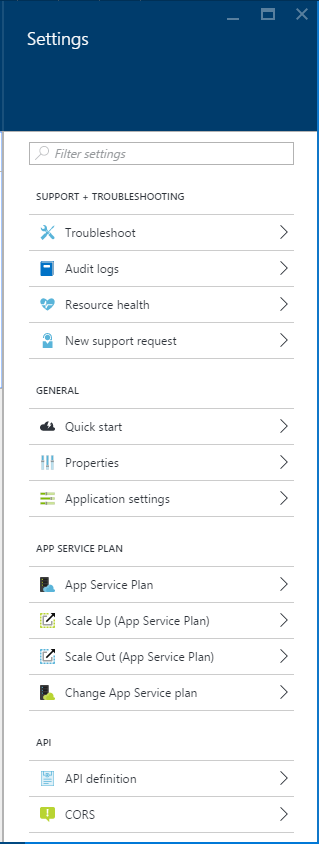 Settings
Filter settings
SUPPORT + TROUBLESHOOTING
Troubleshoot
Audit logs
Resource health
New support request
GENERAL
Quick start
Properties
Application settings
APP SERVICE PLAN
App Service Plan
Scale Up (App Service Plan)
Scale Out (App Service Plan)
Change App Service plan
API
API definition
CORS